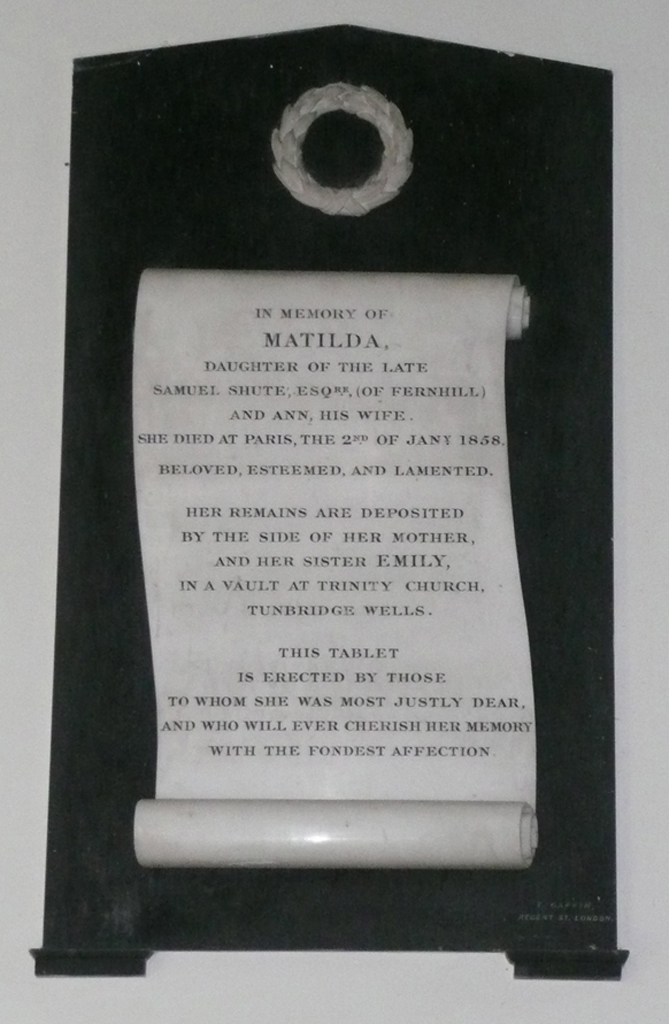 IN MEMORY OF
MATILDA,
DAUGHTER OF THE LATE
SAMUEL SHUTE, ESQRE, (OF FERNHILL)
AND ANN, HIS WIFE.
SHE DIED AT PARIS, THE 2ND OF JANY 1858.
BELOVED, ESTEEMED, AND LAMENTED.
HER REMAINS ARE DEPOSITED
BY THE SIDE OF HER MOTHER,
AND HER SISTER EMILY,
IN A VAULT AT TRINITY CHURCH,
TUNBRIDGE WELLS.
THIS TABLET
IS ERECTED BY THOSE
TO WHOM SHE WAS MOST JUSTLY DEAR,
AND WHO WILL EVER CHERISH HER MEMORY
WITH THE FONDEST AFFECTION.
GAFFIN,
REGENT ST. LONDON.